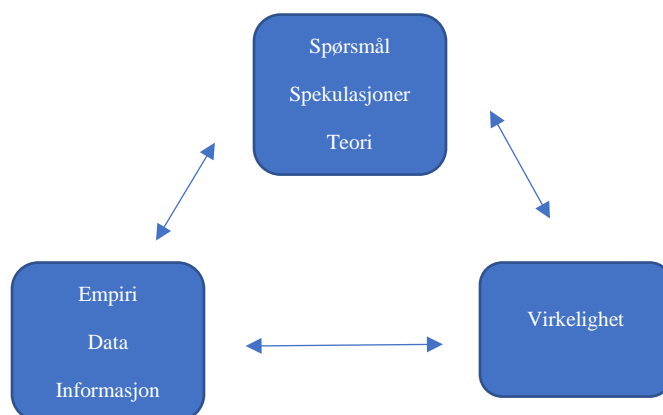 Spørsmål
Spekulasjoner
Teori
Empiri
Data
Informasjon
Virkelighet